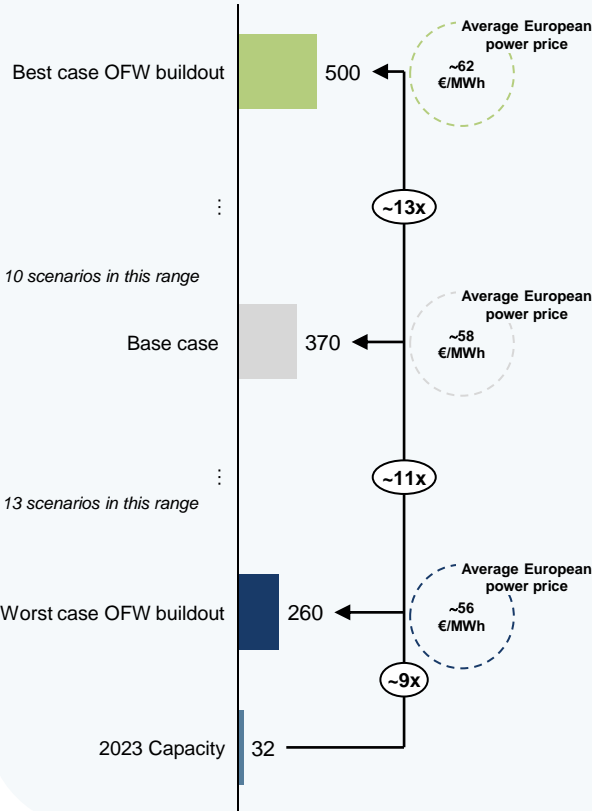 Average European
power price
Best case OFW buildout
500
~62
€/MWh
⋮
~13x
10 scenarios in this range
Average European
power price
Base case
370
~58
€/MWh
⋮
~11x
13 scenarios in this range
Average European
power price
Worst case OFW buildout
260
~56
€/MWh
~9x
2023 Capacity
32